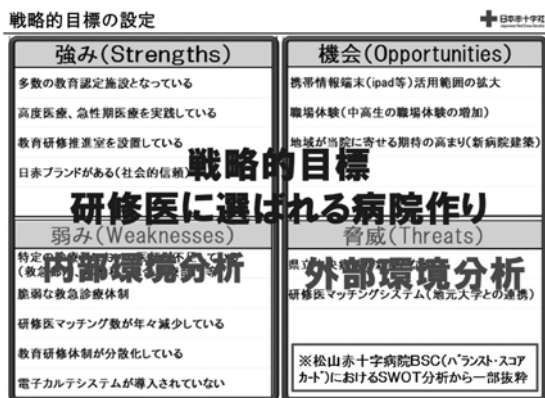 戦略的目標の設定
日本赤十字社
強み(Strengths)
多数の教育認定施設となっている
高度医療、急性期医療を実践している
教育研修推進室を設置している
日赤ブランドがある(社会的信頼)
機会(Opportunities)
携帯情報端末(ipad等)活用範囲の拡大
職場体験(中高生の職場体験の増加)
地域が当院に寄せる期待の高まり(新病院建築)
戦略的目標
研修医に選ばれる病院作り
弱み(Weaknesses)
特定の
(救急
内部環境分析
脆弱な救急診療体制
研修医マッチング数が年々減少している
教育研修体制が分散化している
電子カルテシステムが導入されていない
脅威(Threats)
県立
外部環境分析
研修医マッチングシステム(地元大学との連携)
※松山赤十字病院BSC(バランスト・スコア
カード)におけるSWOT分析から一部抜粋